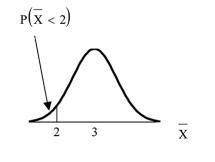 P(X̅ < 2)
2 3 X̅